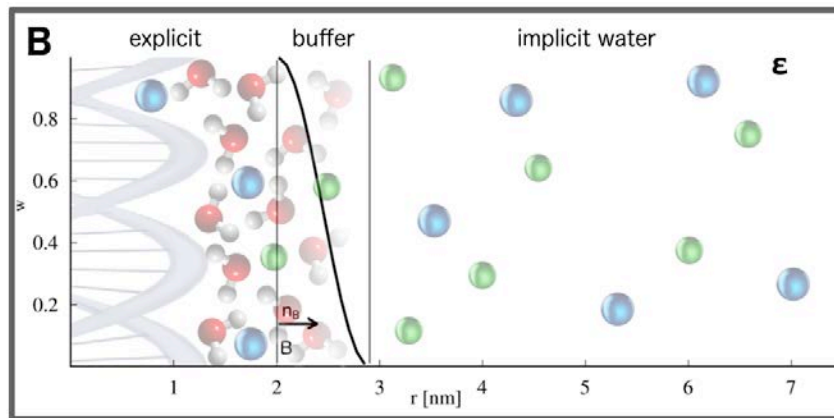 B
explicit buffer implicit water
ε
0.8
0.6
w
0.4
0.2
n_B
B
1 2 3 4 5 6 7
r [nm]